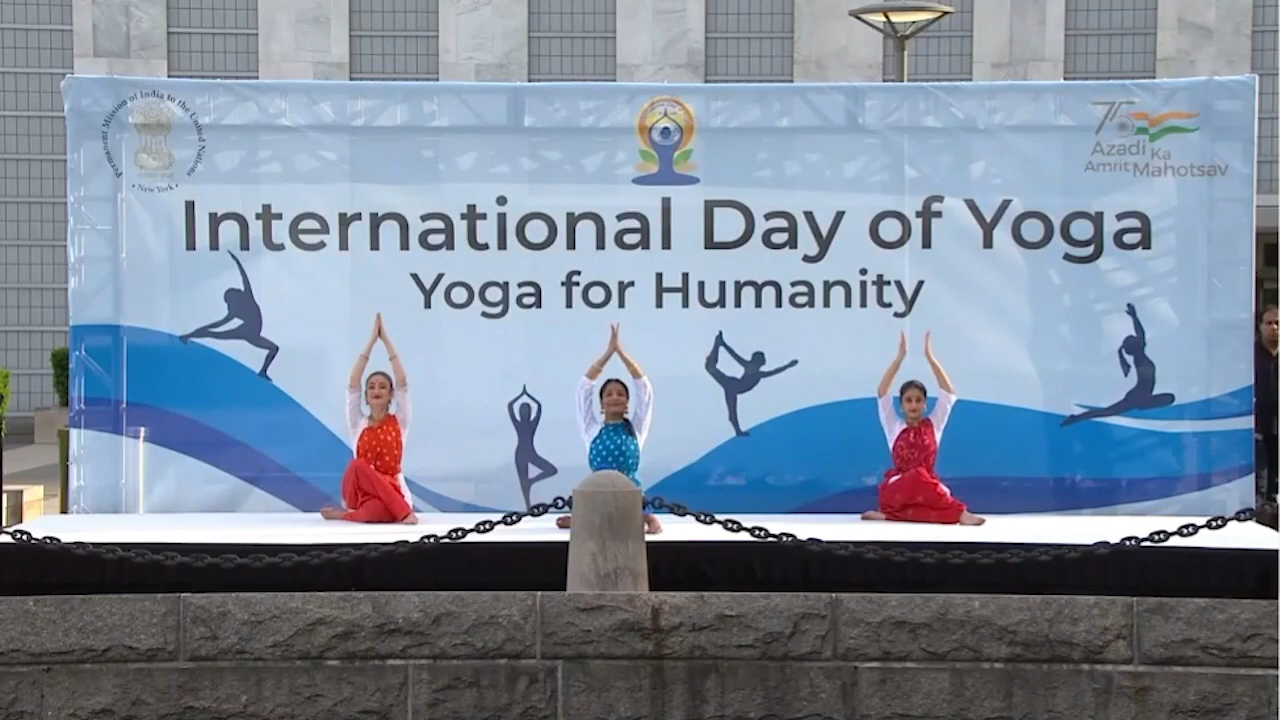 Permanent Mission of India to the United Nations
• New York •
75
Azadi Ka
Amrit Mahotsav
International Day of Yoga
Yoga for Humanity